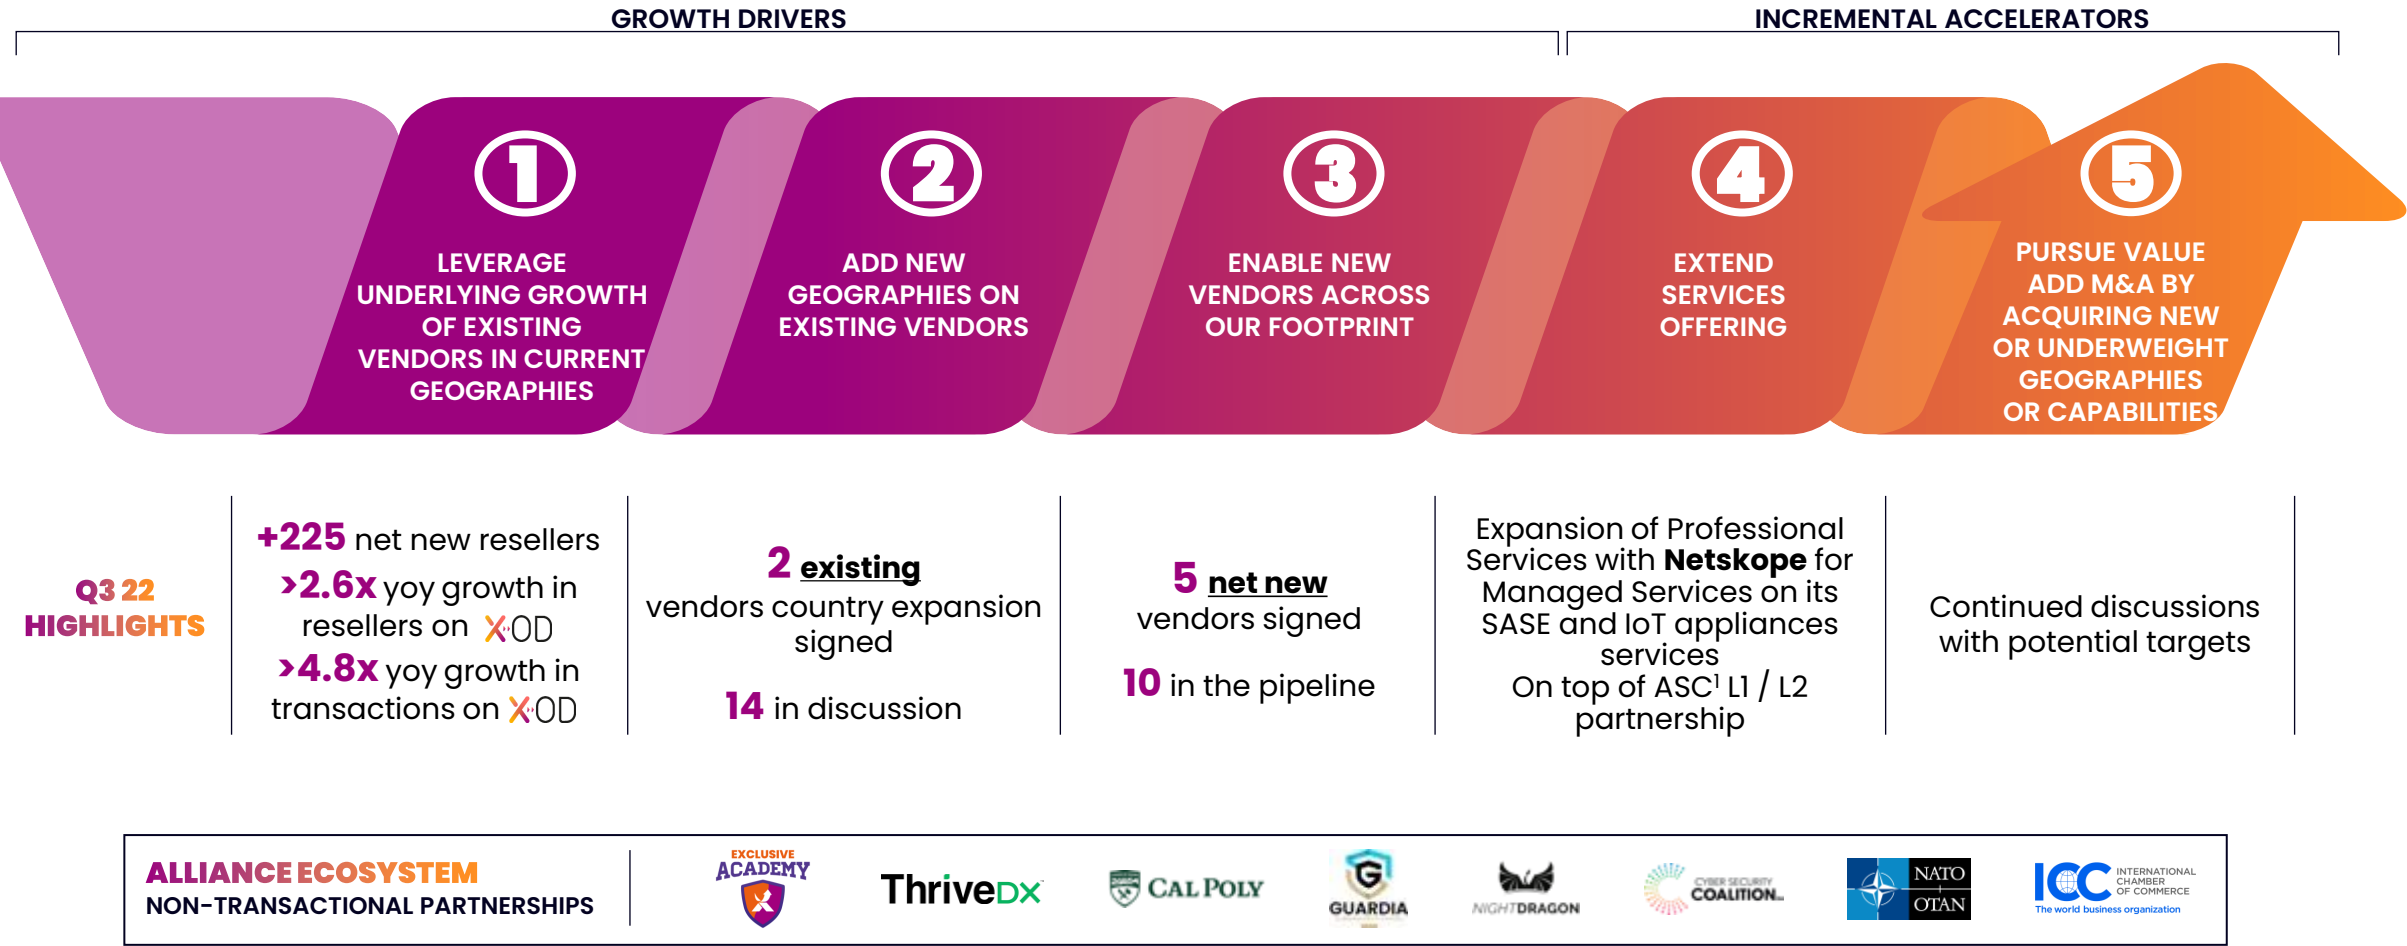 GROWTH DRIVERS
INCREMENTAL ACCELERATORS
1
LEVERAGE
UNDERLYING GROWTH
OF EXISTING
VENDORS IN CURRENT
GEOGRAPHIES
2
ADD NEW
GEOGRAPHIES ON
EXISTING VENDORS
3
ENABLE NEW
VENDORS ACROSS
OUR FOOTPRINT
4
EXTEND
SERVICES
OFFERING
5
PURSUE VALUE
ADD M&A BY
ACQUIRING NEW
OR UNDERWEIGHT
GEOGRAPHIES
OR CAPABILITIES
Q3 22
HIGHLIGHTS
+225 net new resellers
>2.6x yoy growth in
resellers on X-OD
>4.8x yoy growth in
transactions on X-OD
2 existing
vendors country expansion
signed
14 in discussion
5 net new
vendors signed
10 in the pipeline
Expansion of Professional
Services with Netskope for
Managed Services on its
SASE and IoT appliances
services
On top of ASC¹ L1 / L2
partnership
Continued discussions
with potential targets
ALLIANCE ECOSYSTEM
NON-TRANSACTIONAL PARTNERSHIPS
EXCLUSIVE
ACADEMY
ThriveDX
CAL POLY
GUARDIA
NIGHTDRAGON
CYBER SECURITY
COALITION
NATO
OTAN
ICC
INTERNATIONAL
CHAMBER
OF COMMERCE
The world business organization